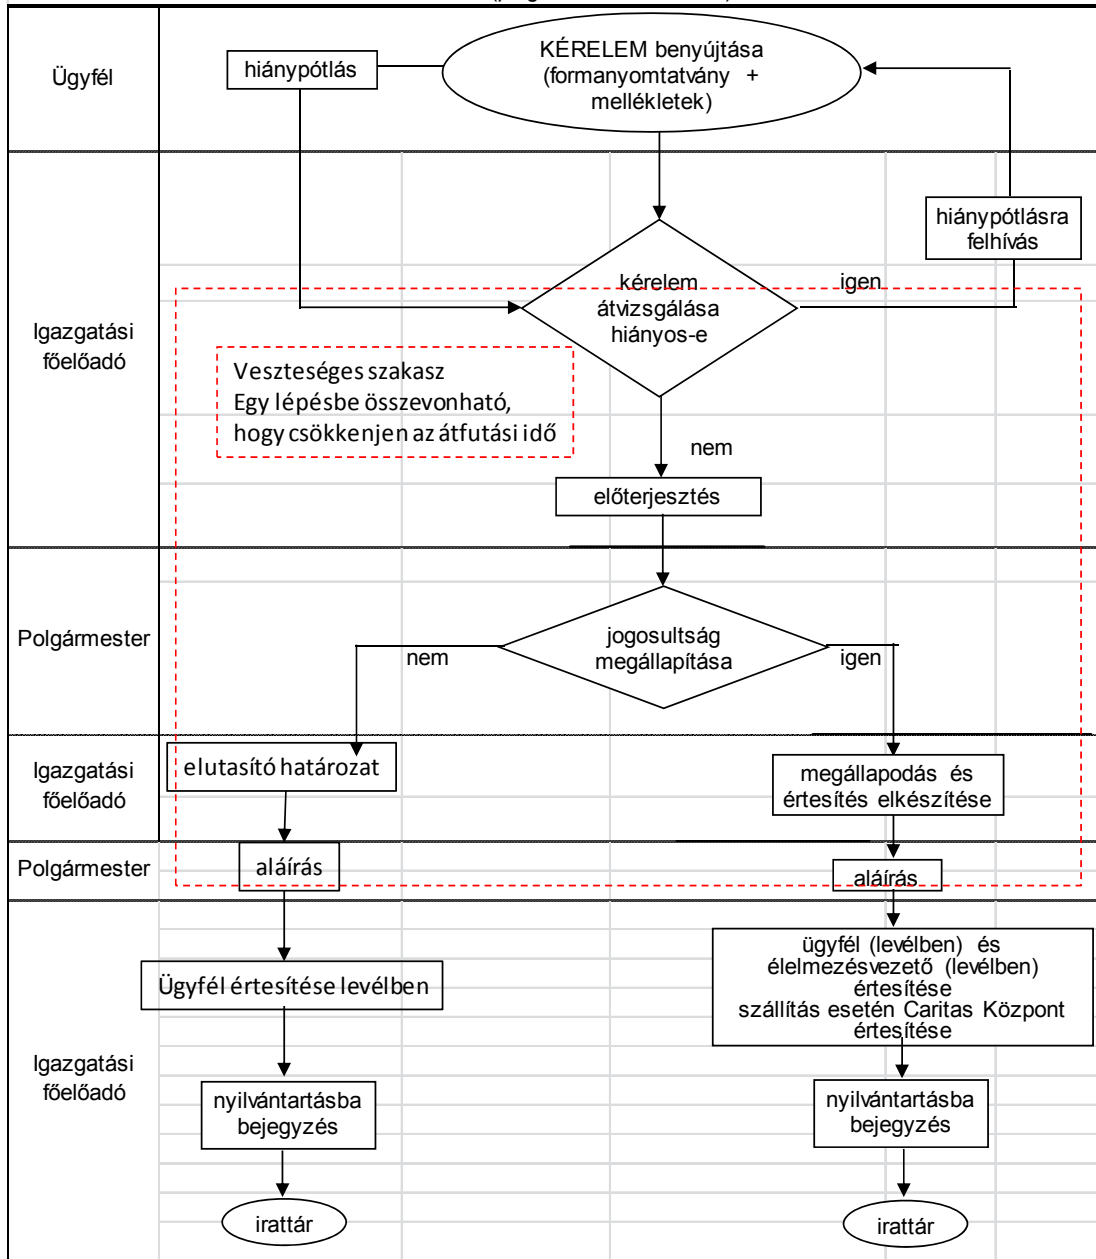 Ügyfél
hiánypótlás
KÉRELEM benyújtása
(formanyomtatvány +
mellékletek)
hiánypótlásra
felhívás
Igazgatási
főelőadó
kérelem
átvizsgálása
hiányos-e
igen
Veszteséges szakasz
Egy lépésbe összevonható,
hogy csökkenjen az átfutási idő
nem
előterjesztés
Polgármester
jogosultság
megállapítása
nem
igen
Igazgatási
főelőadó
elutasító határozat
megállapodás és
értesítés elkészítése
Polgármester
aláírás
aláírás
Igazgatási
főelőadó
Ügyfél értesítése levélben
ügyfél (levélben) és
élelmezésvezető (levélben)
értesítése
szállítás esetén Caritas Központ
értesítése
nyilvántartásba
bejegyzés
nyilvántartásba
bejegyzés
irattár
irattár